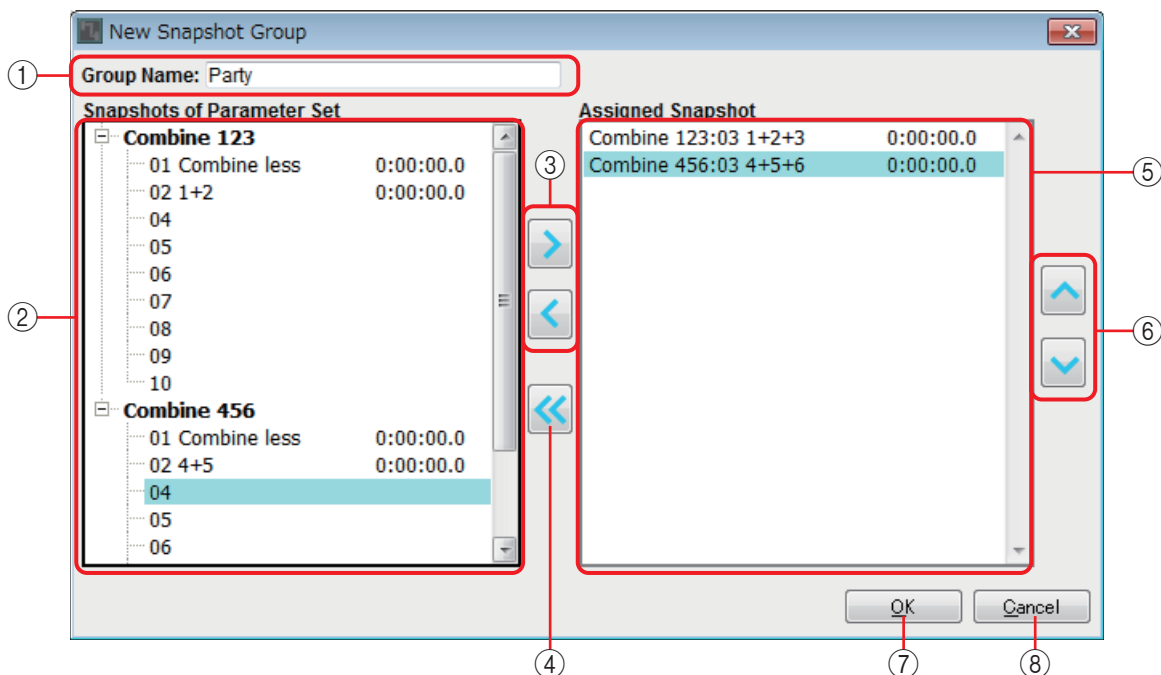 New Snapshot Group
① Group Name: Party
Snapshots of Parameter Set
Combine 123
01 Combine less 0:00:00.0
02 1+2 0:00:00.0
04
05
06
07
08
09
10
Combine 456
01 Combine less 0:00:00.0
02 4+5 0:00:00.0
04
05
06
②
③
④
Assigned Snapshot
Combine 123:03 1+2+3 0:00:00.0
Combine 456:03 4+5+6 0:00:00.0
⑤
⑥
OK
Cancel
⑦
⑧